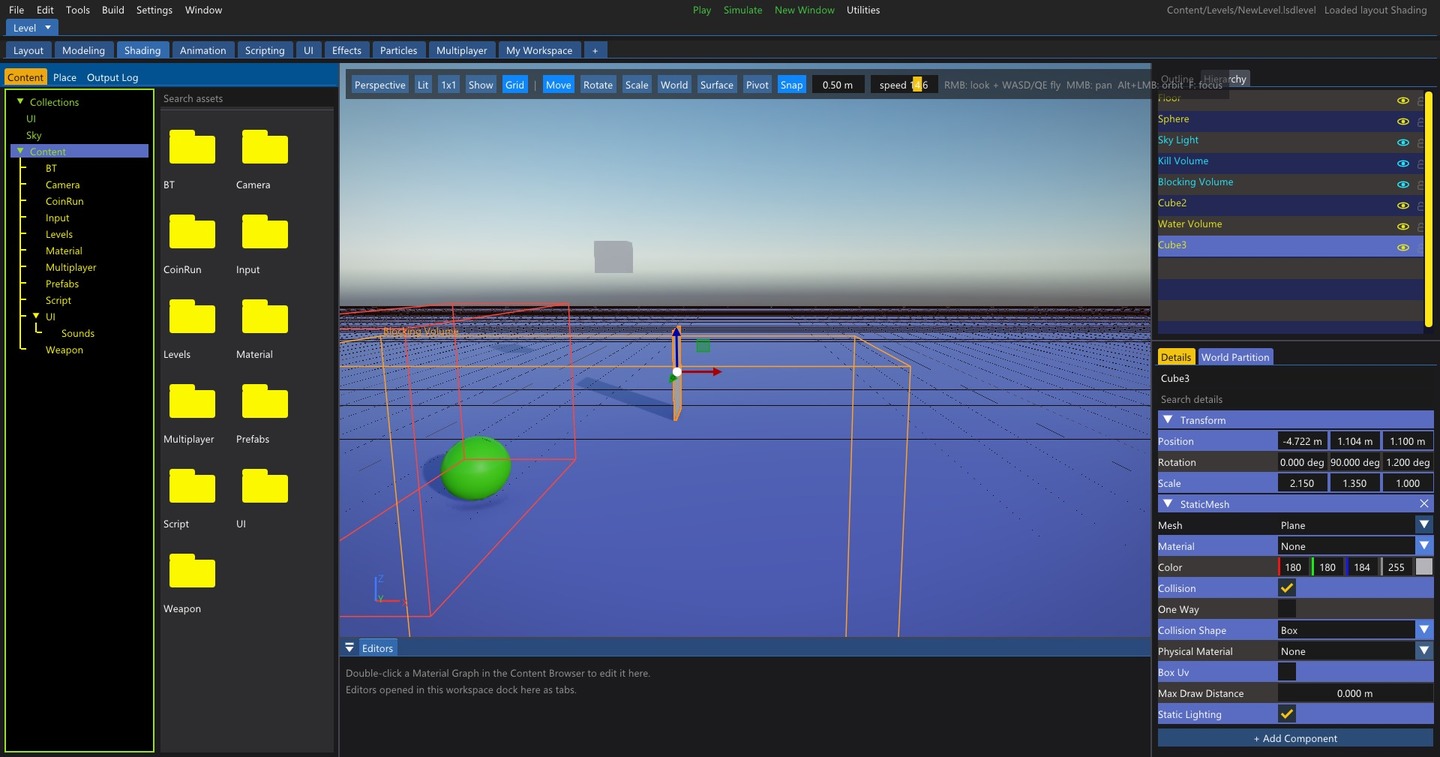 File Edit Tools Build Settings Window Play Simulate New Window Utilities Content/Levels/NewLevel.lsdlevel Loaded layout Shading
Level
Layout Modeling Shading Animation Scripting UI Effects Particles Multiplayer My Workspace +
Content Place Output Log
Collections
UI
Sky
Content
BT
Camera
CoinRun
Input
Levels
Material
Multiplayer
Prefabs
Script
UI
Sounds
Weapon
Search assets
BT Camera
CoinRun Input
Levels Material
Multiplayer Prefabs
Script UI
Weapon
Perspective Lit 1x1 Show Grid | Move Rotate Scale World Surface Pivot Snap 0.50 m speed 14.6 RMB: look + WASD/QE fly MMB: pan Alt+LMB: orbit F: focus
Blocking Volume
Z
Y
Editors
Double-click a Material Graph in the Content Browser to edit it here.
Editors opened in this workspace dock here as tabs.
Outline Hierarchy
Floor
Sphere
Sky Light
Kill Volume
Blocking Volume
Cube2
Water Volume
Cube3
Details World Partition
Cube3
Search details
Transform
Position -4.722 m 1.104 m 1.100 m
Rotation 0.000 deg 90.000 deg 1.200 deg
Scale 2.150 1.350 1.000
StaticMesh
Mesh Plane
Material None
Color 180 180 184 255
Collision
One Way
Collision Shape Box
Physical Material None
Box Uv
Max Draw Distance 0.000 m
Static Lighting
+ Add Component